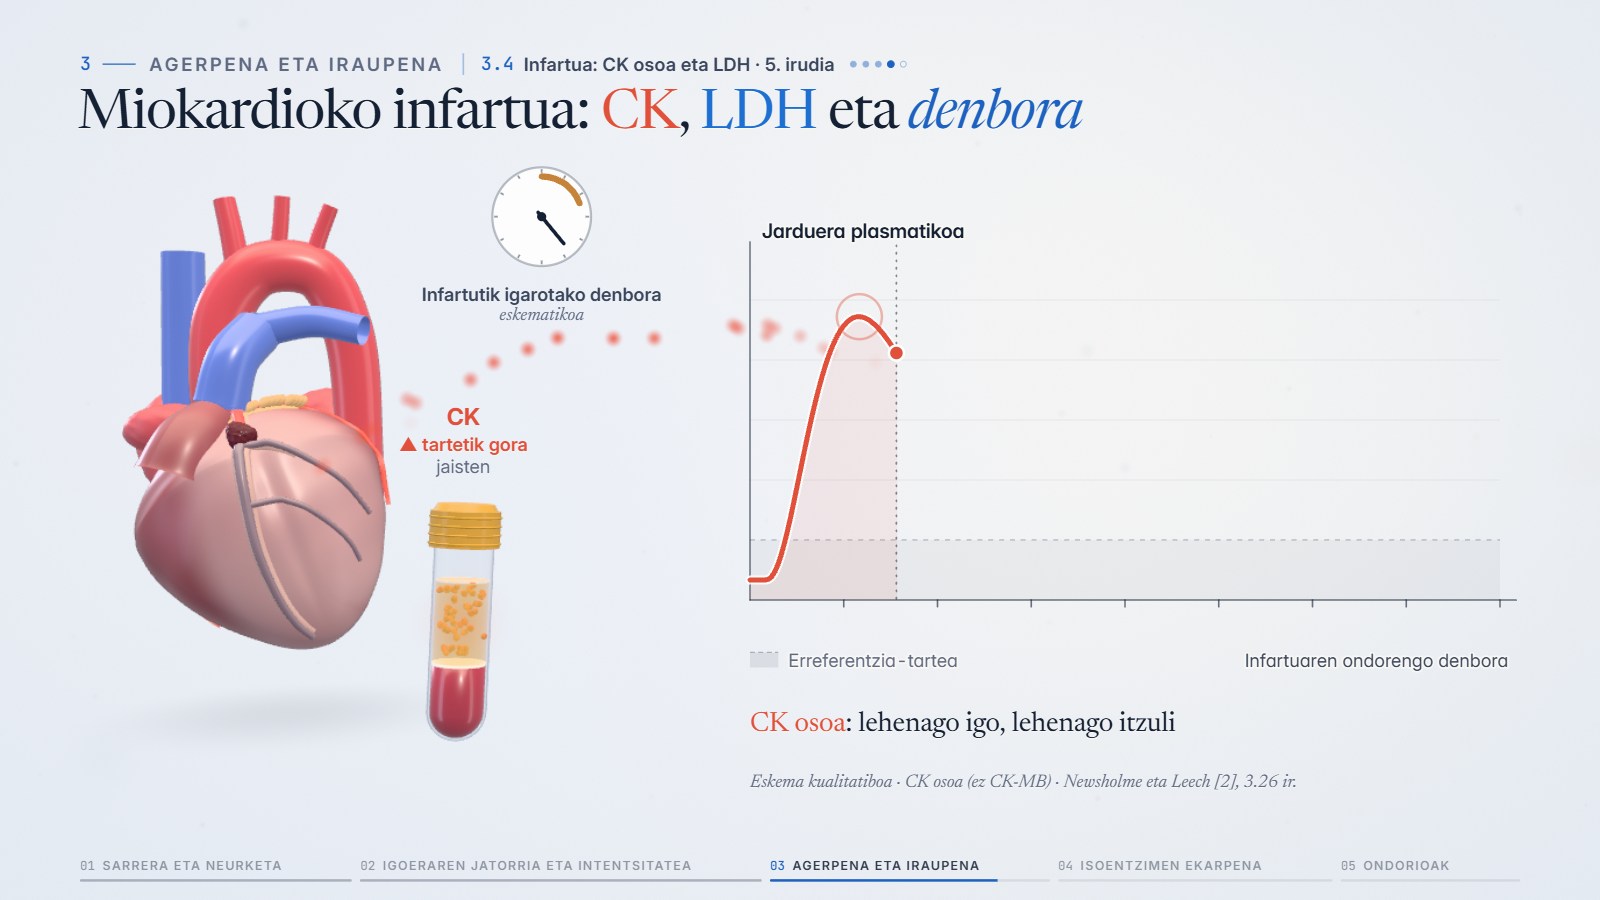 3 AGERPENA ETA IRAUPENA 3.4 Infartua: CK osoa eta LDH · 5. irudia
Miokardioko infartua: CK, LDH eta denbora
Infartutik igarotako denbora
eskematikoa
CK
▲ tartetik gora
jaisten
Jarduera plasmatikoa
Erreferentzia-tartea
Infartuaren ondorengo denbora
CK osoa: lehenago igo, lehenago itzuli
Eskema kualitatiboa · CK osoa (ez CK-MB) · Newsholme eta Leech [2], 3.26 ir.
01 SARRERA ETA NEURKETA
02 IGOERAREN JATORRIA ETA INTENTSITATEA
03 AGERPENA ETA IRAUPENA
04 ISOENTZIMEN EKARPENA
05 ONDORIOAK